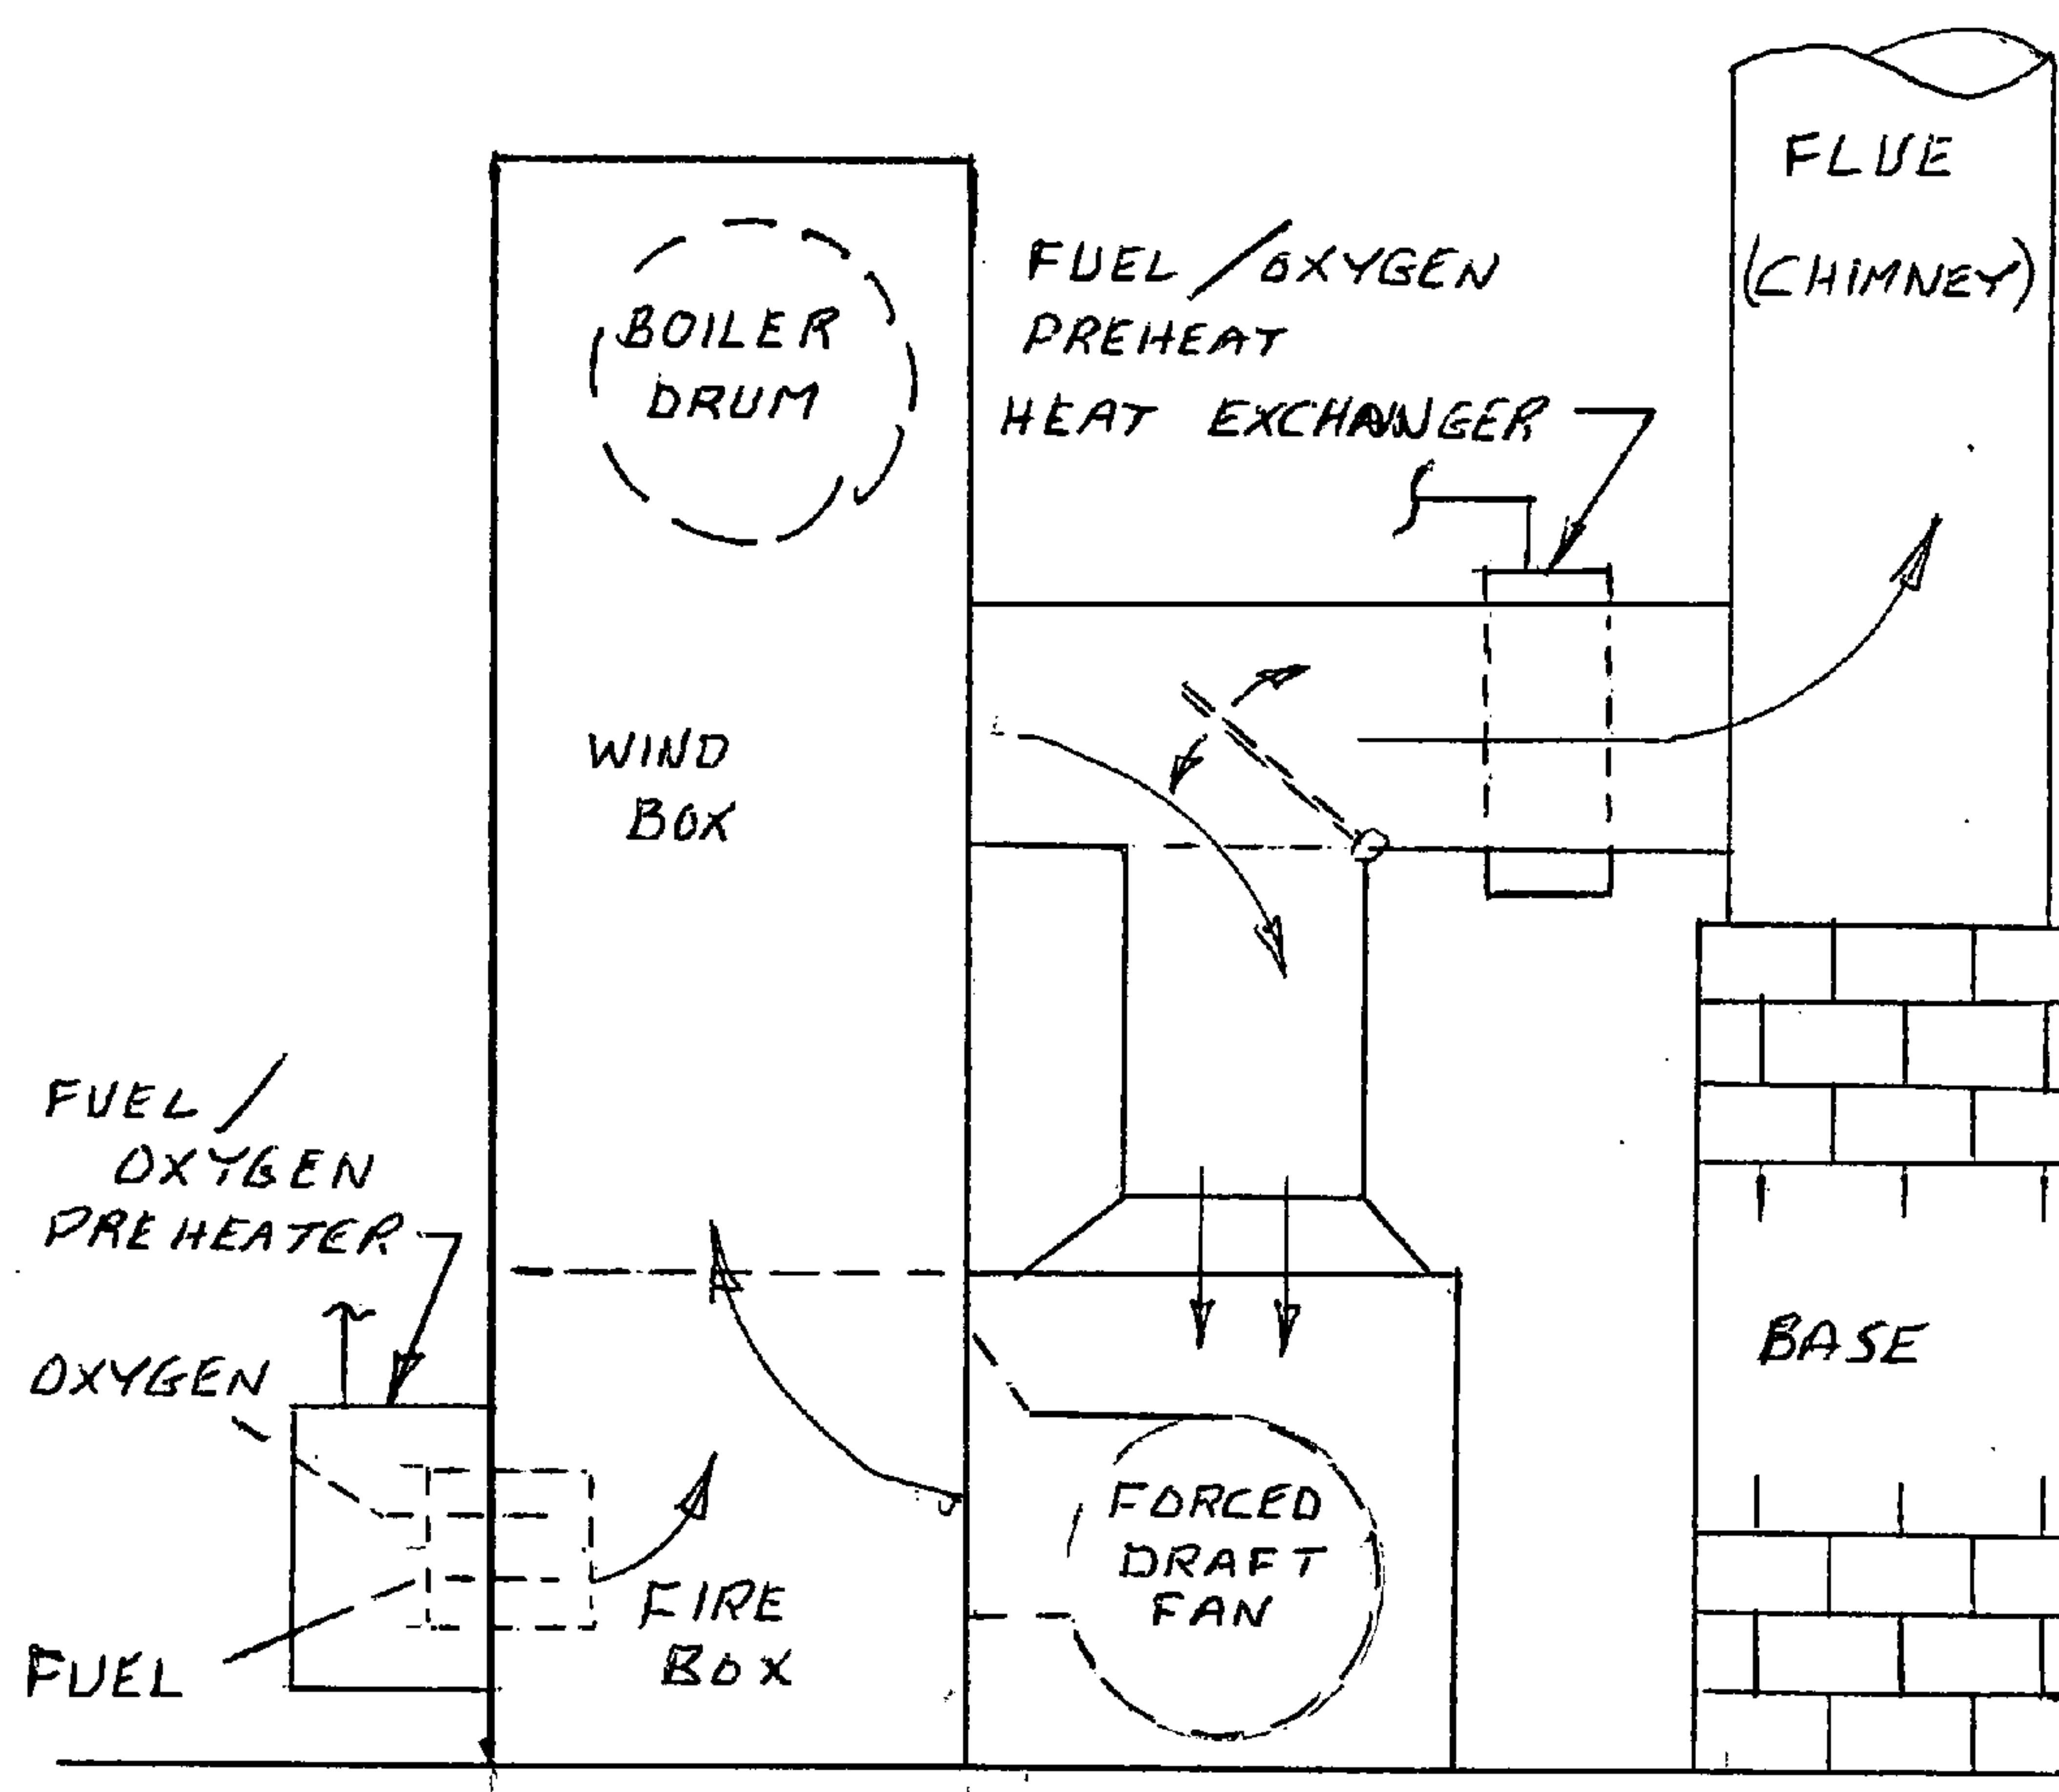 FLUE
(CHIMNEY)
FUEL/OXYGEN
PREHEAT
HEAT EXCHANGER
BOILER
DRUM
WIND
BOX
FUEL/
OXYGEN
PREHEATER
OXYGEN
FUEL
FIRE
BOX
FORCED
DRAFT
FAN
BASE